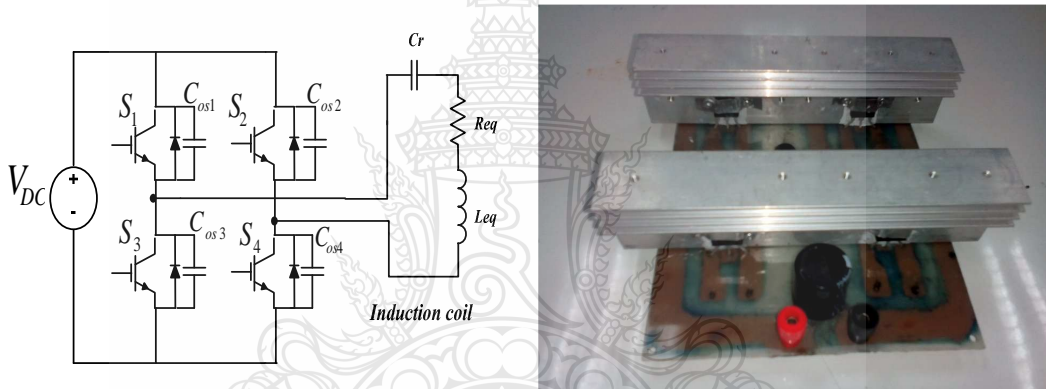 Cr
S1
Cos1
S2
Cos2
Req
VDC
+
-
Leq
S3
Cos3
S4
Cos4
Induction coil